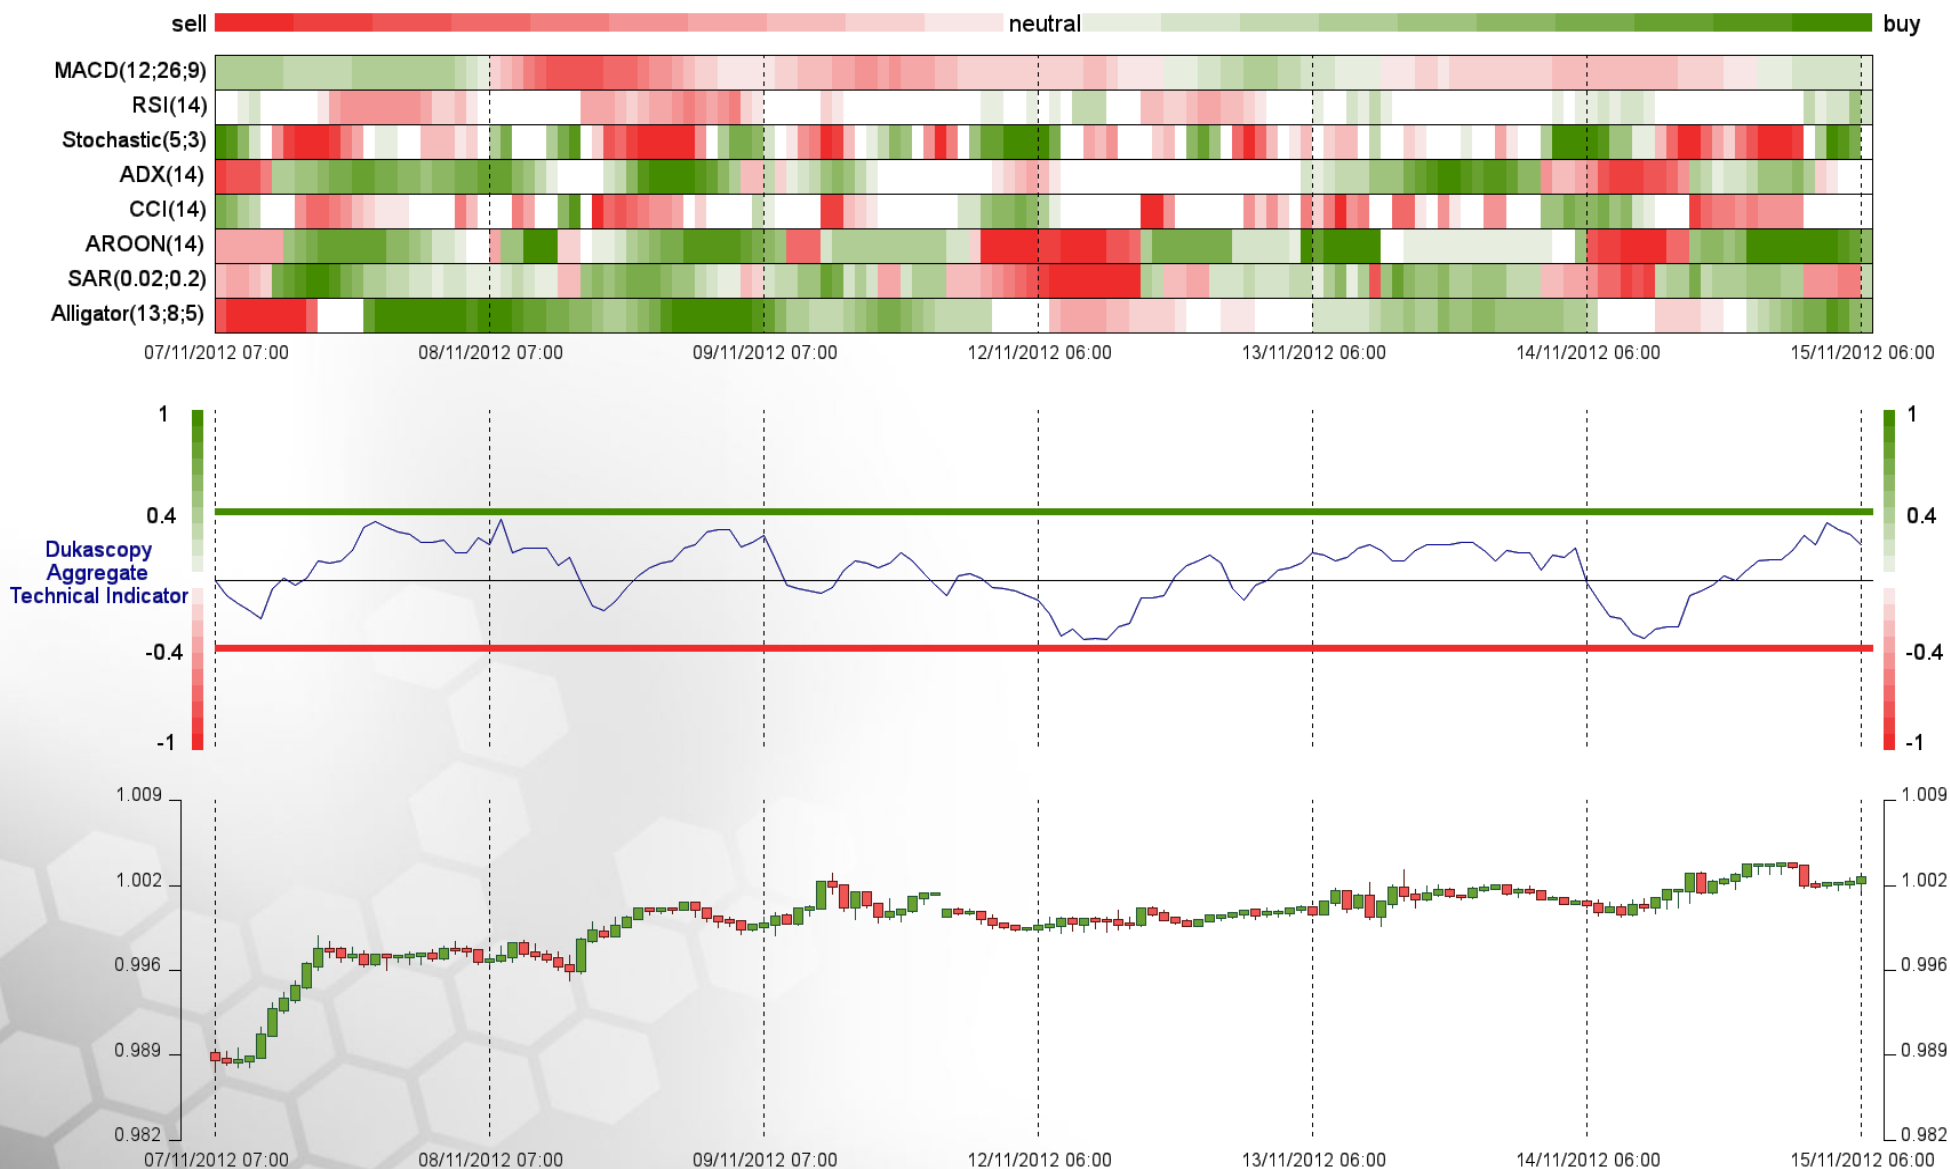 sell neutral buy
MACD(12;26;9)
RSI(14)
Stochastic(5;3)
ADX(14)
CCI(14)
AROON(14)
SAR(0.02;0.2)
Alligator(13;8;5)
07/11/2012 07:00 08/11/2012 07:00 09/11/2012 07:00 12/11/2012 06:00 13/11/2012 06:00 14/11/2012 06:00 15/11/2012 06:00
1 1
0.4 0.4
Dukascopy
Aggregate
Technical Indicator
-0.4 -0.4
-1 -1
1.009 1.009
1.002 1.002
0.996 0.996
0.989 0.989
0.982 0.982
07/11/2012 07:00 08/11/2012 07:00 09/11/2012 07:00 12/11/2012 06:00 13/11/2012 06:00 14/11/2012 06:00 15/11/2012 06:00